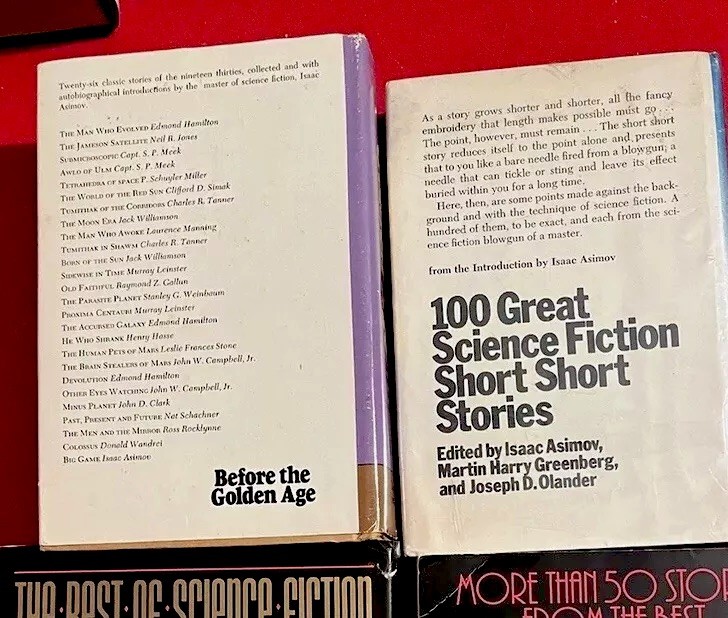 Twenty-six classic stories of the nineteen thirties, collected and with
autobiographical introductions by the master of science fiction, Isaac
Asimov.
THE MAN WHO EVOLVED Edmond Hamilton
THE JAMESON SATELLITE Neil R. Jones
SUBMICROSCOPIC Capt. S. P. Meek
AWLO OF ULM Capt. S. P. Meek
TETRAHEDRA OF SPACE P. Schuyler Miller
THE WORLD OF THE RED SUN Clifford D. Simak
TUMITHAK OF THE CORRIDORS Charles R. Tanner
THE MOON ERA Jack Williamson
THE MAN WHO AWOKE Laurence Manning
TUMITHAK IN SHAWM Charles R. Tanner
BORN OF THE SUN Jack Williamson
SIDEWISE IN TIME Murray Leinster
OLD FAITHFUL Raymond Z. Gallun
THE PARASITE PLANET Stanley G. Weinbaum
PROXIMA CENTAURI Murray Leinster
THE ACCURSED GALAXY Edmond Hamilton
HE WHO SHRANK Henry Hasse
THE HUMAN PETS OF MARS Leslie Frances Stone
THE BRAIN STEALERS OF MARS John W. Campbell, Jr.
DEVOLUTION Edmond Hamilton
OTHER EYES WATCHING John W. Campbell, Jr.
MINUS PLANET John D. Clark
PAST, PRESENT AND FUTURE Nat Schachner
THE MEN AND THE MIRROR Ross Rocklynne
COLOSSUS Donald Wandrei
BIG GAME Isaac Asimov
Before the
Golden Age
As a story grows shorter and shorter, all the fancy
embroidery that length makes possible must go . . .
The point, however, must remain . . . The short short
story reduces itself to the point alone and presents
that to you like a bare needle fired from a blowgun; a
needle that can tickle or sting and leave its effect
buried within you for a long time.
Here, then, are some points made against the back-
ground and with the technique of science fiction. A
hundred of them, to be exact, and each from the sci-
ence fiction blowgun of a master.
from the Introduction by Isaac Asimov
100 Great
Science Fiction
Short Short
Stories
Edited by Isaac Asimov,
Martin Harry Greenberg,
and Joseph D. Olander
THE·BEST·OF·SCIENCE·FICTION
MORE THAN 50 STOR
FROM THE BEST